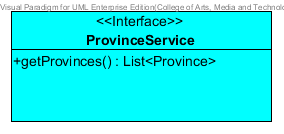 Visual Paradigm for UML Enterprise Edition(College of Arts, Media and Technolo
<<Interface>>
ProvinceService
+getProvinces() : List<Province>